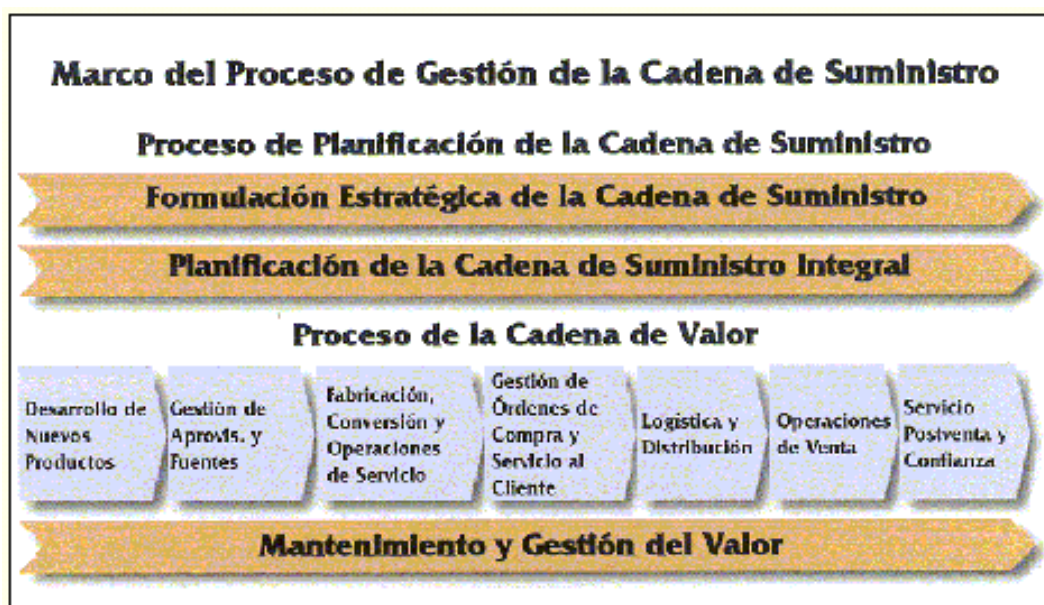 Marco del Proceso de Gestión de la Cadena de Suministro
Proceso de Planificación de la Cadena de Suministro
Formulación Estratégica de la Cadena de Suministro
Planificación de la Cadena de Suministro Integral
Proceso de la Cadena de Valor
Desarrollo de
Nuevos
Productos
Gestión de
Aprovis. y
Fuentes
Fabricación,
Conversión y
Operaciones
de Servicio
Gestión de
Órdenes de
Compra y
Servicio al
Cliente
Logística y
Distribución
Operaciones
de Venta
Servicio
Postventa y
Confianza
Mantenimiento y Gestión del Valor